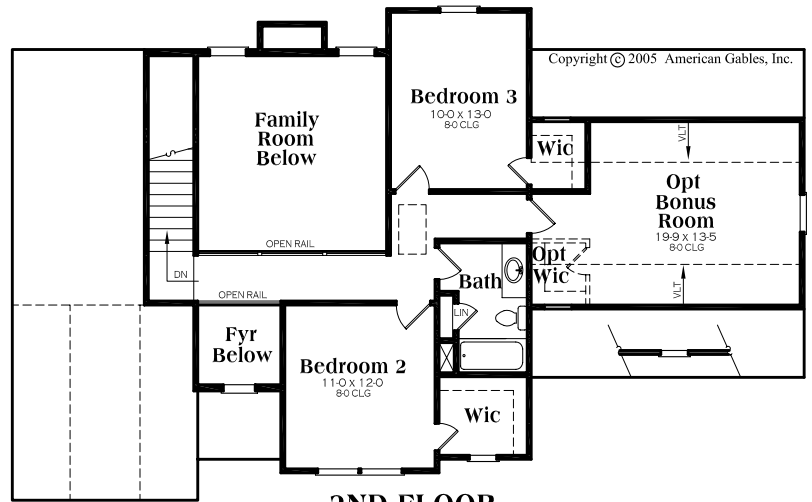 Copyright © 2005 American Gables, Inc.
Bedroom 3
10-0 x 13-0
8-0 CLG
Family
Room
Below
Wic
VLT
Opt
Bonus
Room
19-9 x 13-5
8-0 CLG
OPEN RAIL
DN
OPEN RAIL
Bath
Opt
Wic
VLT
LIN
Fyr
Below
Bedroom 2
11-0 x 12-0
8-0 CLG
Wic
2ND FLOOR